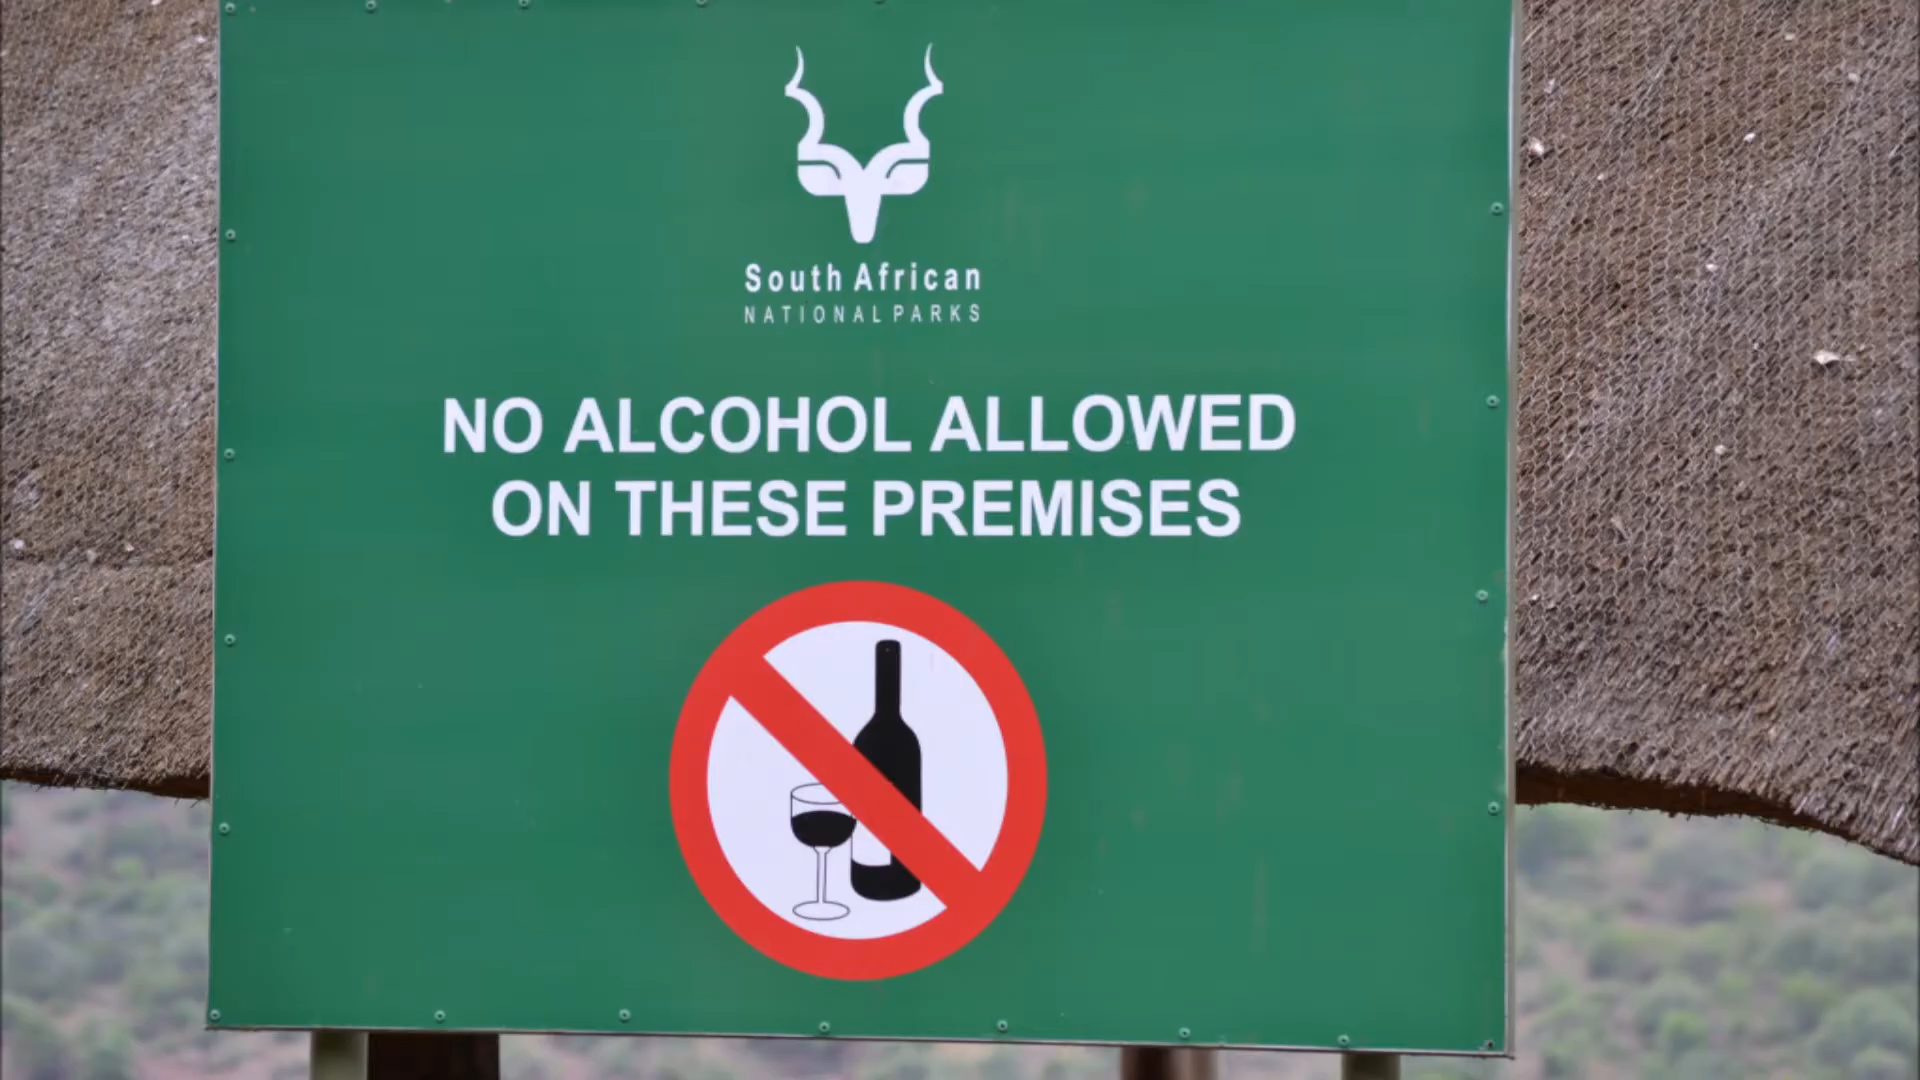 South African
NATIONAL PARKS
NO ALCOHOL ALLOWED
ON THESE PREMISES